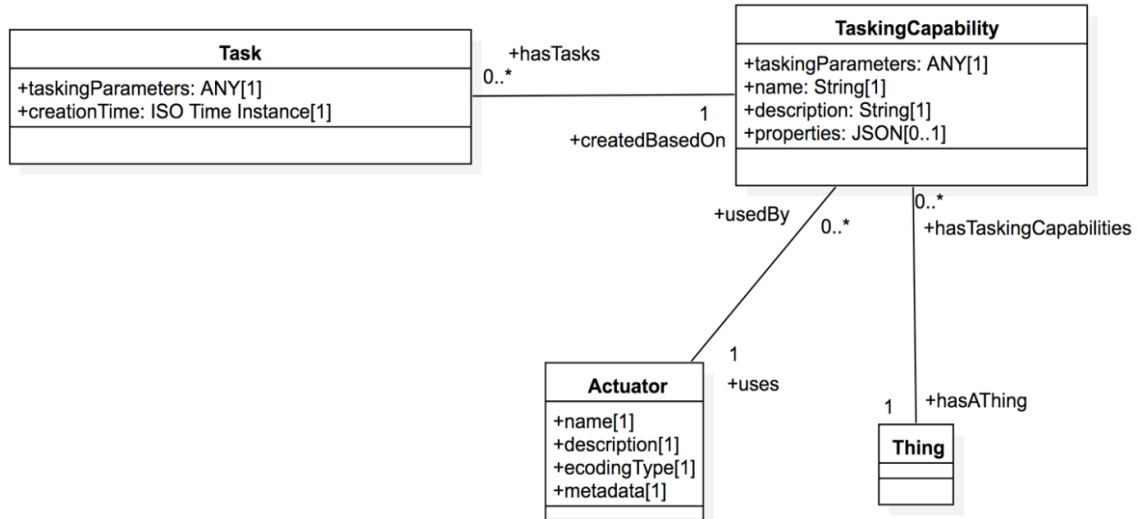 Task
+taskingParameters: ANY[1]
+creationTime: ISO Time Instance[1]
+hasTasks
0..*
1
+createdBasedOn
TaskingCapability
+taskingParameters: ANY[1]
+name: String[1]
+description: String[1]
+properties: JSON[0..1]
+usedBy
0..*
0..*
+hasTaskingCapabilities
1
+uses
Actuator
+name[1]
+description[1]
+ecodingType[1]
+metadata[1]
1
+hasAThing
Thing